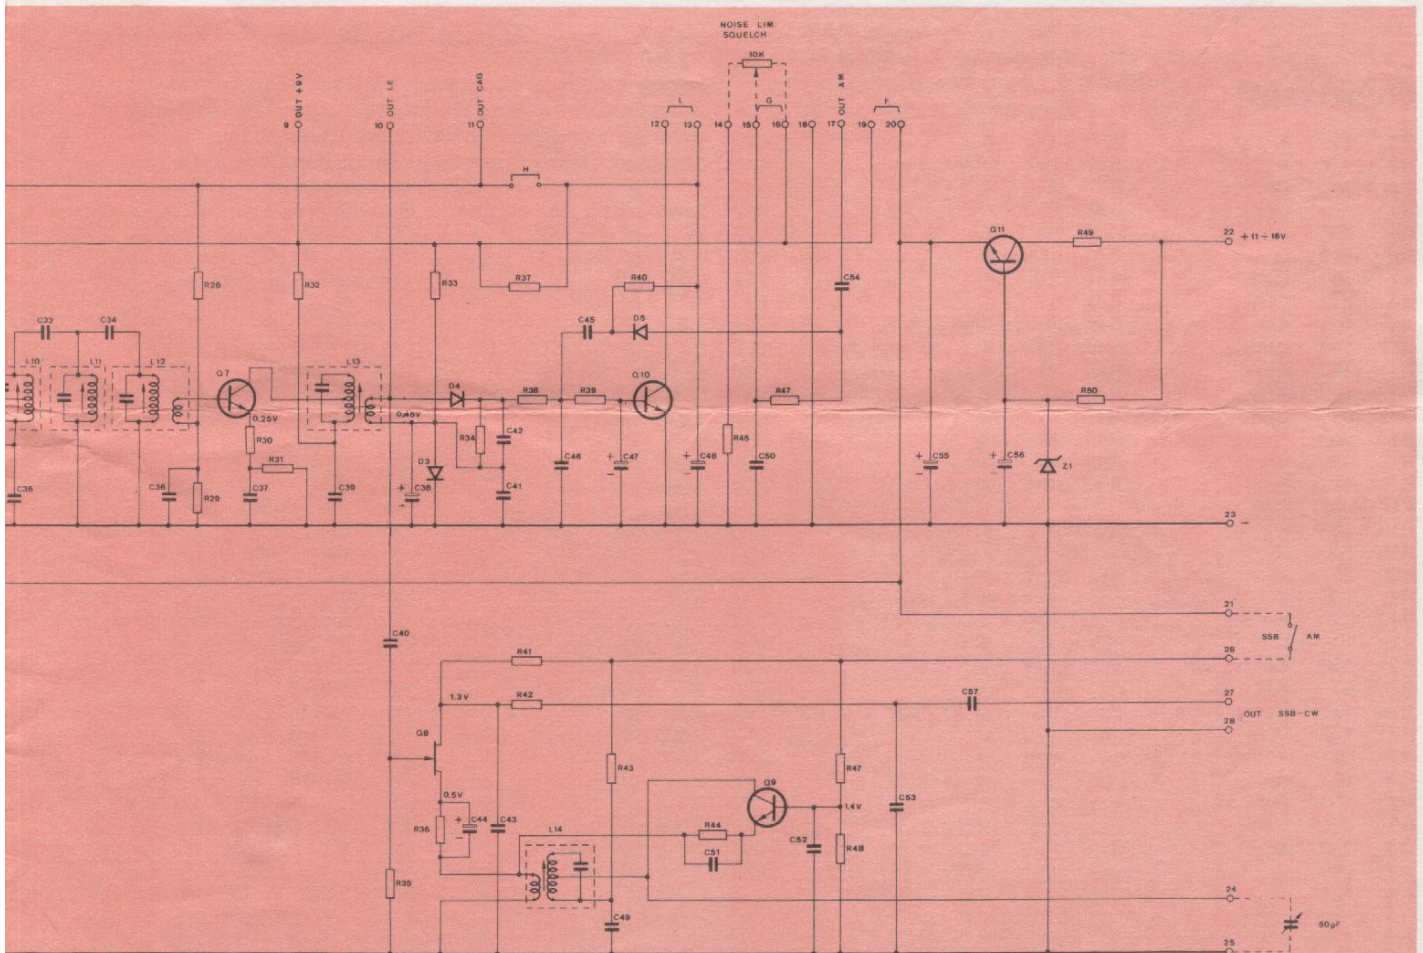 NOISE LIM.
SQUELCH
10K
OUT +9V
OUT I.F.
OUT CAG
L
G
OUT AM
F
9
10
11
12
13
14
15
16
18
17
19
20
H
Q11
R49
22
+11÷16V
R28
R32
R33
R37
R40
C54
C33
C34
C45
D5
L10
L11
L12
Q7
L13
D4
R38
R39
Q10
R47
R50
0,25V
0,45V
R30
R34
C42
R45
R31
D3
C46
+
C47
-
+
C48
-
C50
+
C55
-
+
C56
-
Z1
C35
C36
R29
C37
C39
+
C38
-
C41
23
-
21
C40
SSB
AM
R41
26
1.3V
R42
C57
27
OUT SSB-CW
28
Q8
R43
Q9
R47
0.5V
1.4V
C53
R36
+
C44
-
C43
L14
R44
C52
R48
C51
R35
24
C49
50µF
25